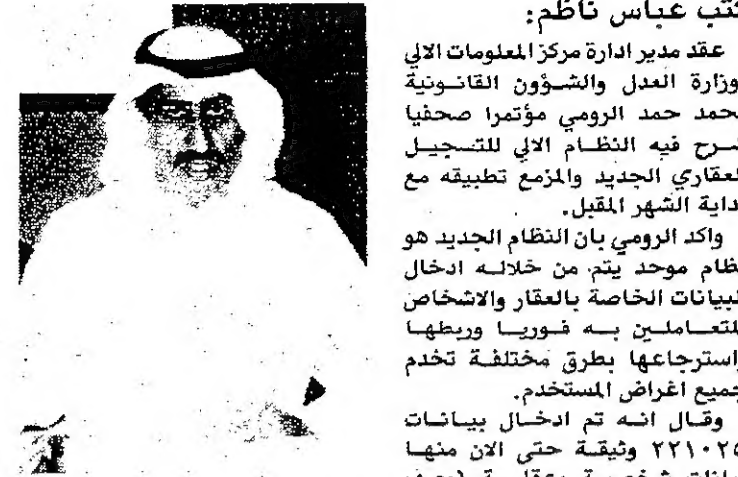 كتب عباس ناظم:
عقد مدير ادارة مركز المعلومات الالي
بوزارة العدل والشؤون القانونية
محمد حمد الرومي مؤتمرا صحفيا
شرح فيه النظام الالي للتسجيل
العقاري الجديد والمزمع تطبيقه مع
بداية الشهر المقبل.
واكد الرومي بان النظام الجديد هو
نظام موحد يتم من خلاله ادخال
البيانات الخاصة بالعقار والاشخاص
المتعاملين به فوريا وربطها
واسترجاعها بطرق مختلفة تخدم
جميع اغراض المستخدم.
وقال انه تم ادخال بيانات
٢٢١٠٢٥ وثيقة حتى الان منها